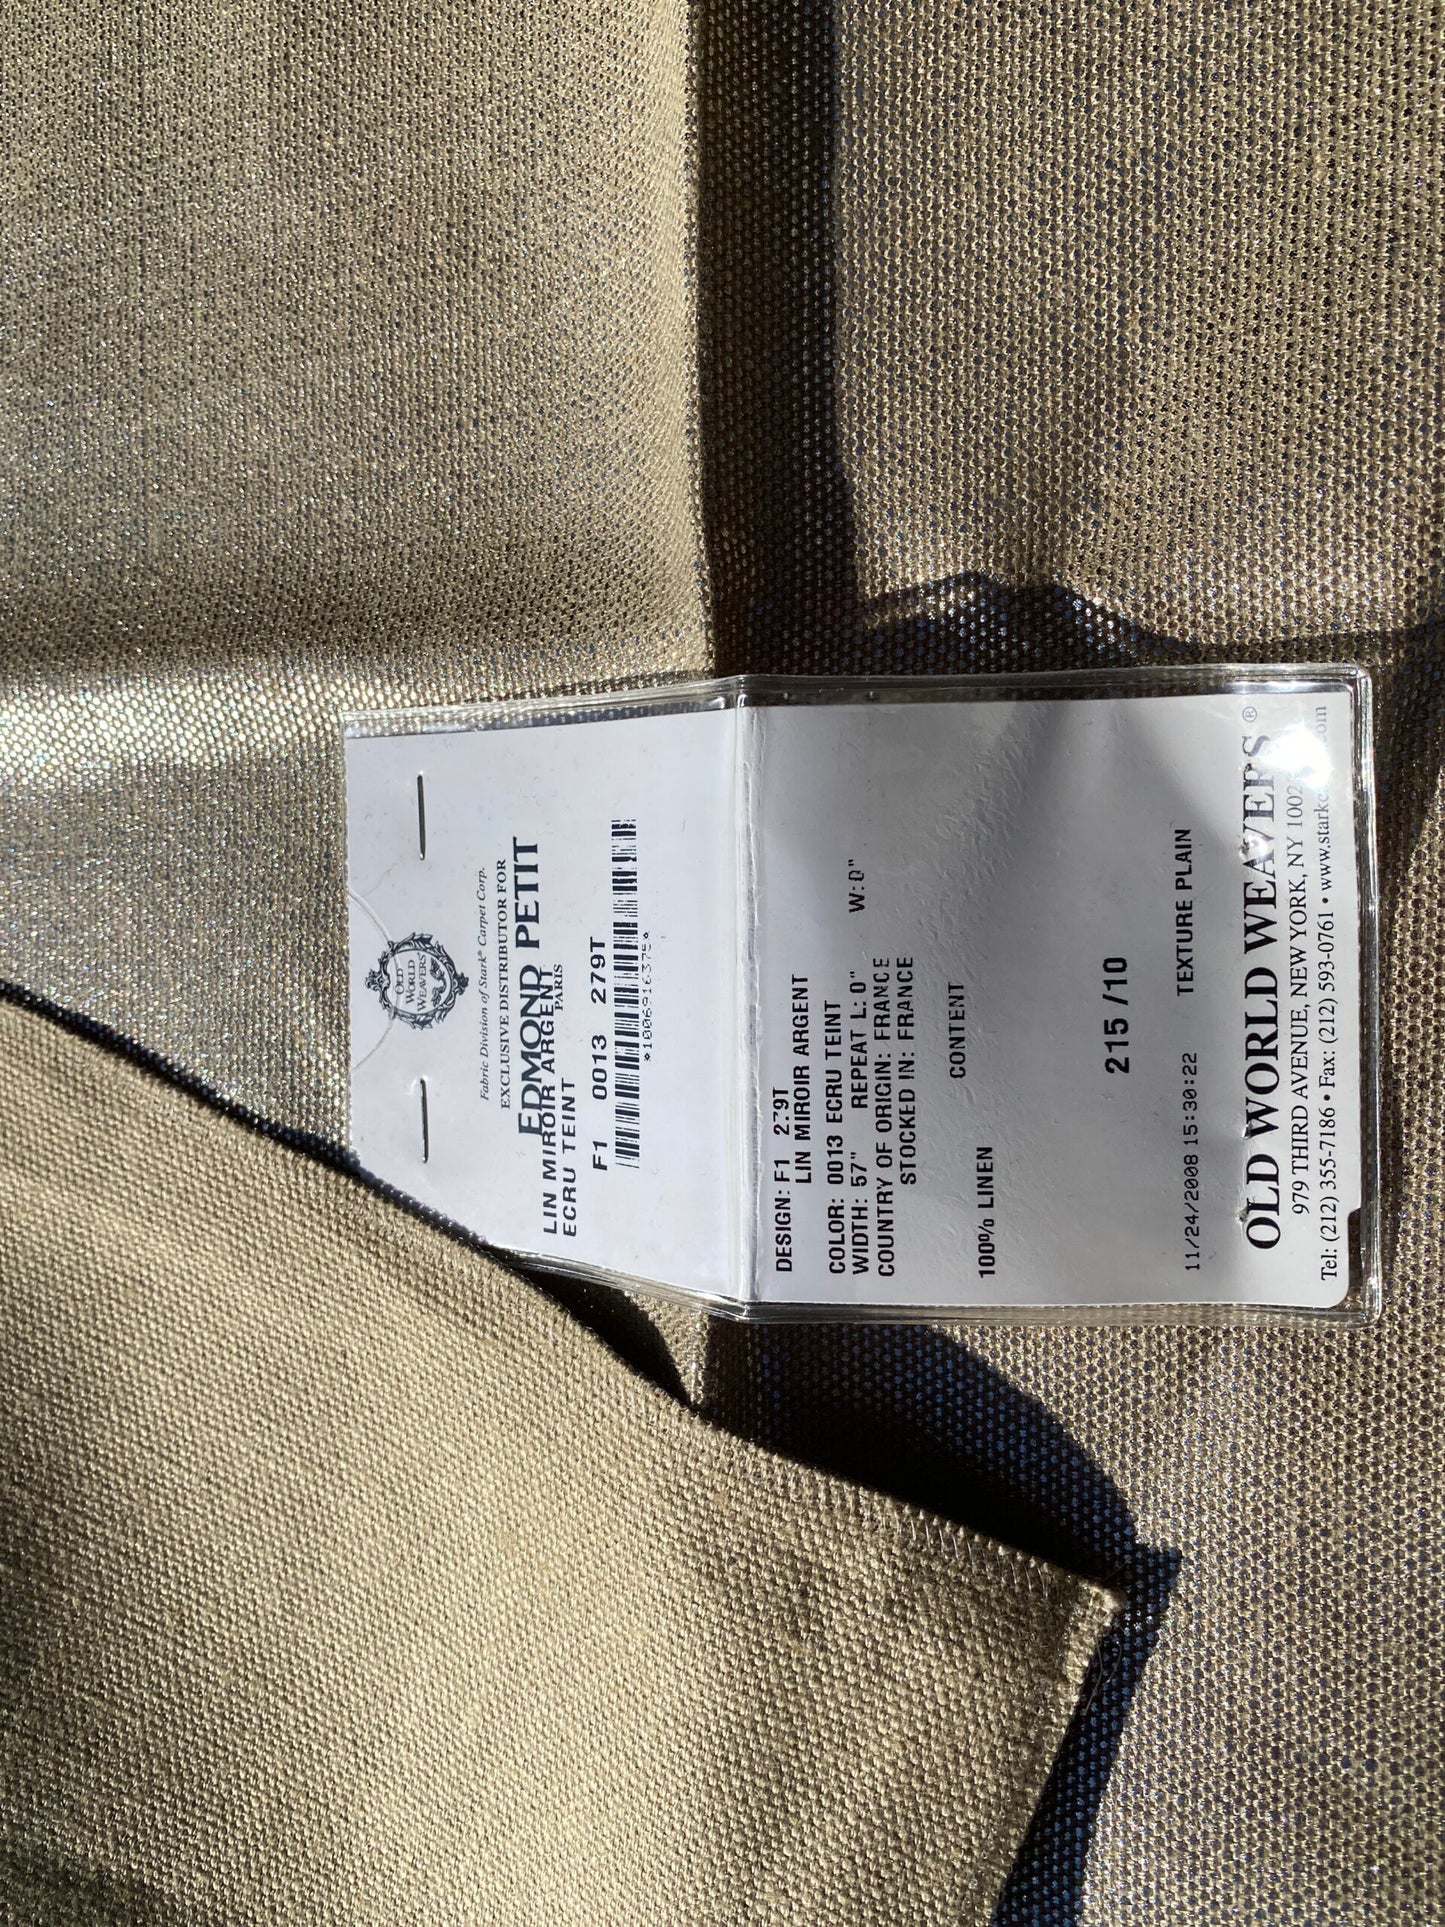 OLD
WORLD
WEAVERS
Fabric Division of Stark® Carpet Corp.
EXCLUSIVE DISTRIBUTOR FOR
EDMOND PETIT
LIN MIROIR ARGENT
PARIS
ECRU TEINT
F1 0013 279T
DESIGN: F1 279T
LIN MIROIR ARGENT
COLOR: 0013 ECRU TEINT
WIDTH: 57" REPEAT L: 0" W:0"
COUNTRY OF ORIGIN: FRANCE
STOCKED IN: FRANCE
CONTENT
100% LINEN
215 /10
11/24/2008 15:30:22 TEXTURE PLAIN
OLD WORLD WEAVERS®
979 THIRD AVENUE, NEW YORK, NY
Tel: (212) 355-7186 • Fax: (212) 593-0761 •